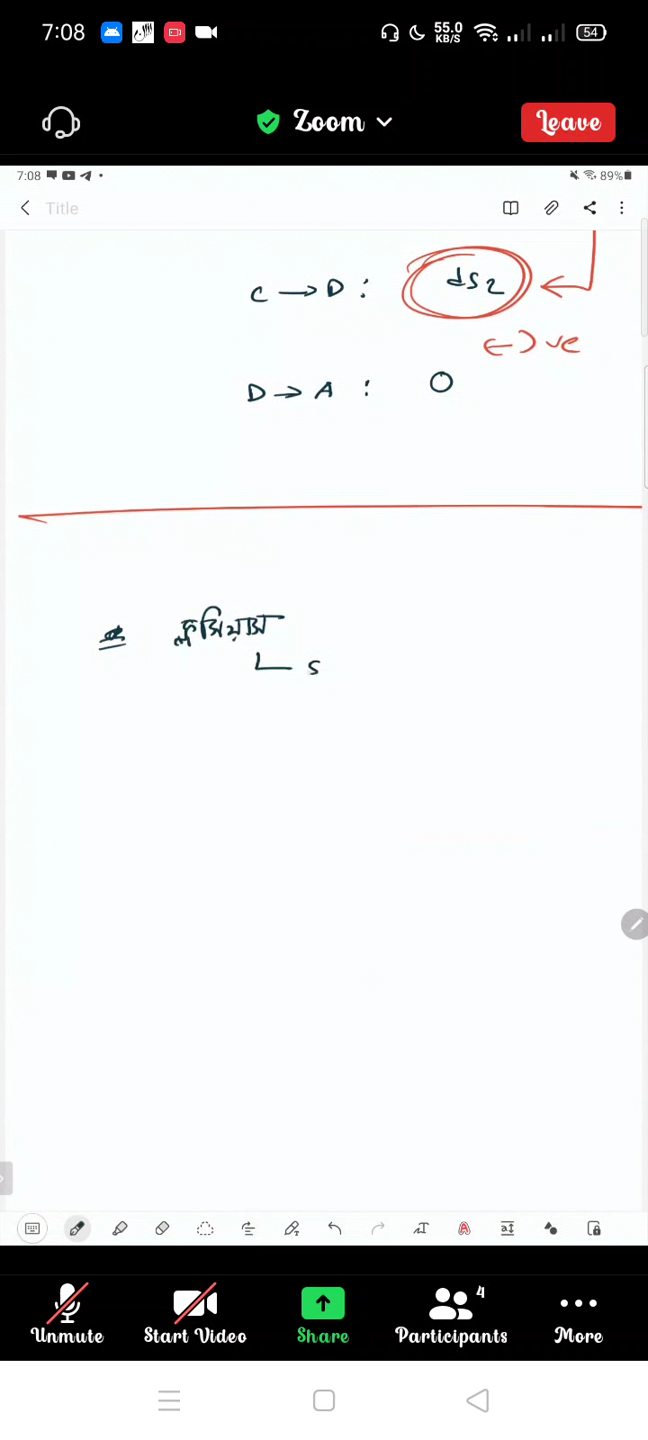 7:08 55.0 KB/S 54
Zoom Leave
7:08 89%
Title
C → D : ds2
(-) ve
D → A : 0
ক্লসিয়াস
s
Unmute Start Video Share Participants 4 More